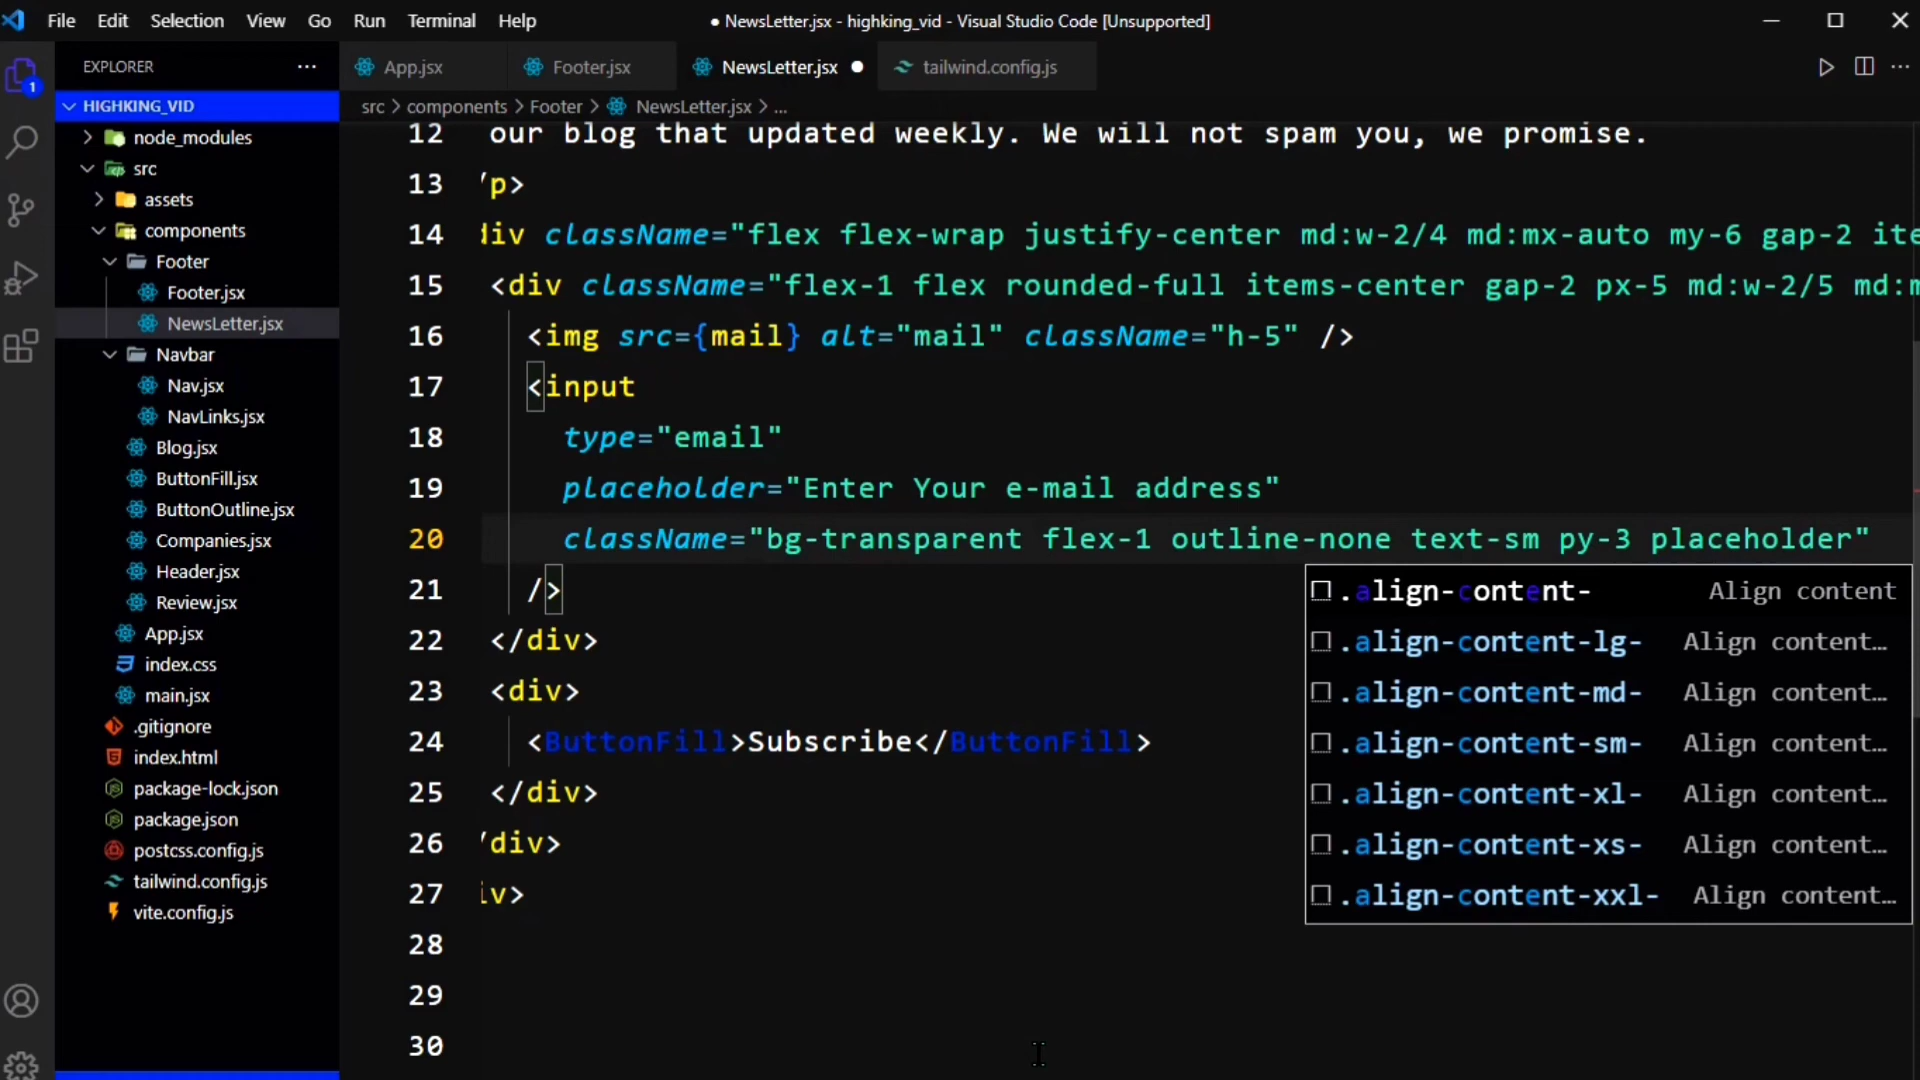 File Edit Selection View Go Run Terminal Help
● NewsLetter.jsx - highking_vid - Visual Studio Code [Unsupported]
EXPLORER
App.jsx
Footer.jsx
NewsLetter.jsx
tailwind.config.js
1
HIGHKING_VID
src > components > Footer > NewsLetter.jsx > ...
node_modules
src
assets
components
Footer
Footer.jsx
NewsLetter.jsx
Navbar
Nav.jsx
NavLinks.jsx
Blog.jsx
ButtonFill.jsx
ButtonOutline.jsx
Companies.jsx
Header.jsx
Review.jsx
App.jsx
index.css
main.jsx
.gitignore
index.html
package-lock.json
package.json
postcss.config.js
tailwind.config.js
vite.config.js
12 our blog that updated weekly. We will not spam you, we promise.
13 /p>
14 div className="flex flex-wrap justify-center md:w-2/4 md:mx-auto my-6 gap-2 ite
15 <div className="flex-1 flex rounded-full items-center gap-2 px-5 md:w-2/5 md:m
16 <img src={mail} alt="mail" className="h-5" />
17 <input
18 type="email"
19 placeholder="Enter Your e-mail address"
20 className="bg-transparent flex-1 outline-none text-sm py-3 placeholder"
21 />
22 </div>
23 <div>
24 <ButtonFill>Subscribe</ButtonFill>
25 </div>
26 /div>
27 iv>
28
29
30
.align-content- Align content
.align-content-lg- Align content…
.align-content-md- Align content…
.align-content-sm- Align content…
.align-content-xl- Align content…
.align-content-xs- Align content…
.align-content-xxl- Align content…